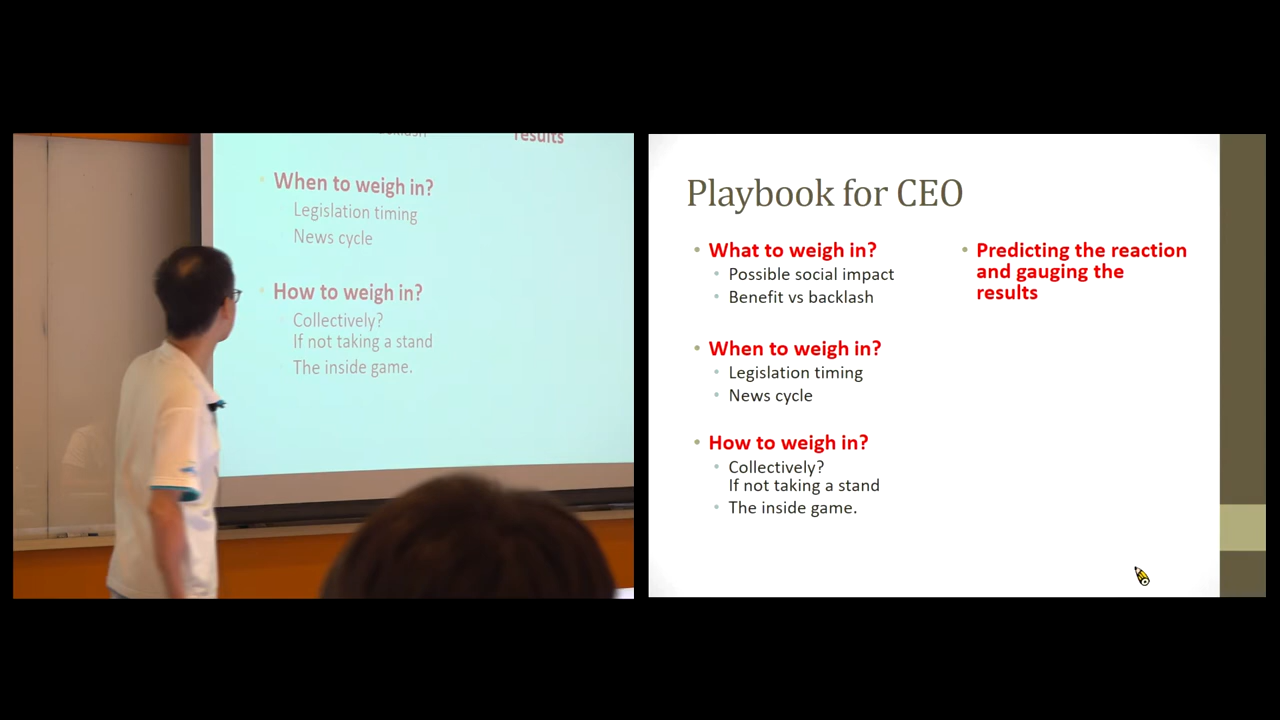 results
When to weigh in?
Legislation timing
News cycle
How to weigh in?
Collectively?
If not taking a stand
The inside game.
Playbook for CEO
What to weigh in?
Possible social impact
Benefit vs backlash
When to weigh in?
Legislation timing
News cycle
How to weigh in?
Collectively?
If not taking a stand
The inside game.
Predicting the reaction
and gauging the
results